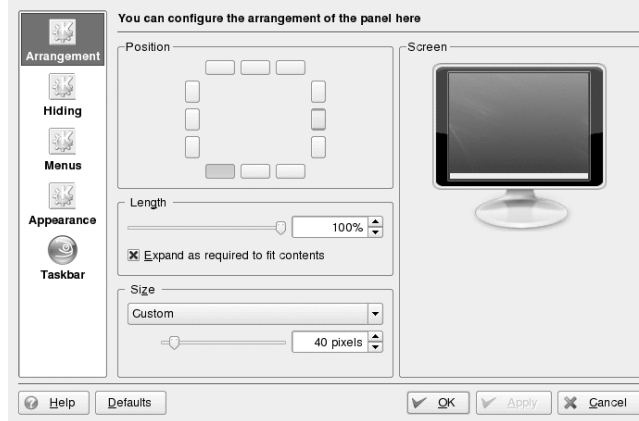 You can configure the arrangement of the panel here
Arrangement
Hiding
Menus
Appearance
Taskbar
Position
Screen
Length
100%
Expand as required to fit contents
Size
Custom
40 pixels
Help
Defaults
OK
Apply
Cancel